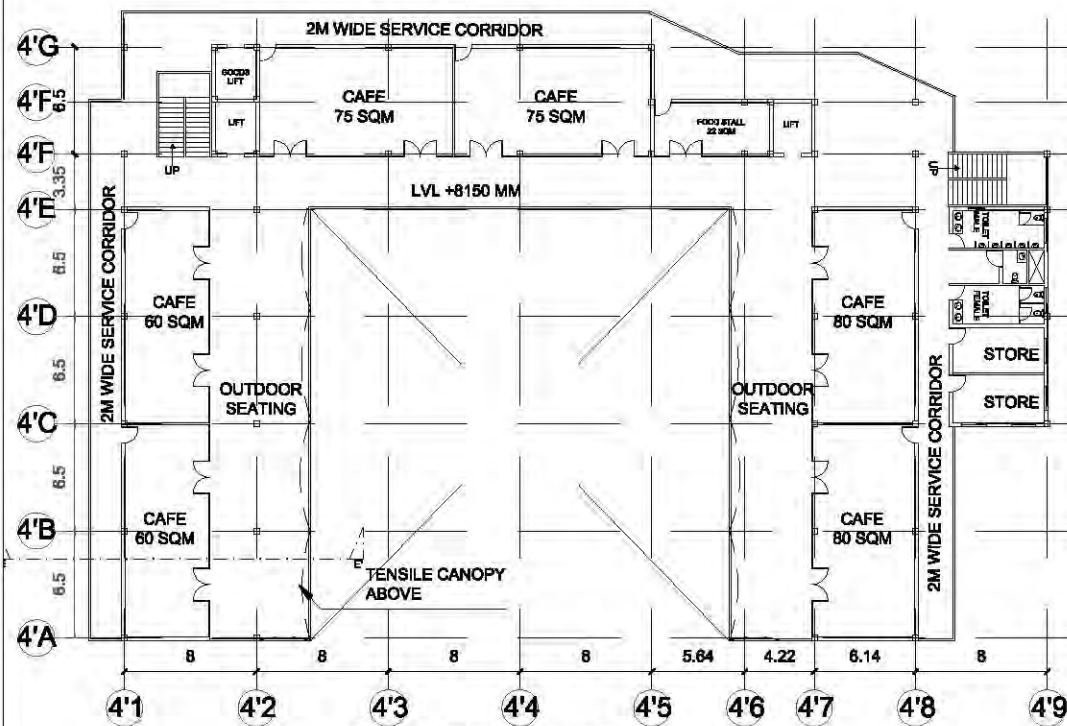 2M WIDE SERVICE CORRIDOR
4'G
GOODS
LIFT
4'F'
6.5
CAFE
75 SQM
CAFE
75 SQM
FOOD STALL
22 SQM
LIFT
LIFT
4'F
UP
UP
3.35
LVL +8150 MM
4'E
2M WIDE SERVICE CORRIDOR
TOILET
MALE
6.5
CAFE
60 SQM
CAFE
80 SQM
TOILET
FEMALE
4'D
STORE
6.5
OUTDOOR
SEATING
OUTDOOR
SEATING
STORE
4'C
2M WIDE SERVICE CORRIDOR
6.5
CAFE
60 SQM
CAFE
80 SQM
4'B
E'
TENSILE CANOPY
ABOVE
6.5
4'A
8 8 8 8 5.64 4.22 6.14 8
4'1 4'2 4'3 4'4 4'5 4'6 4'7 4'8 4'9